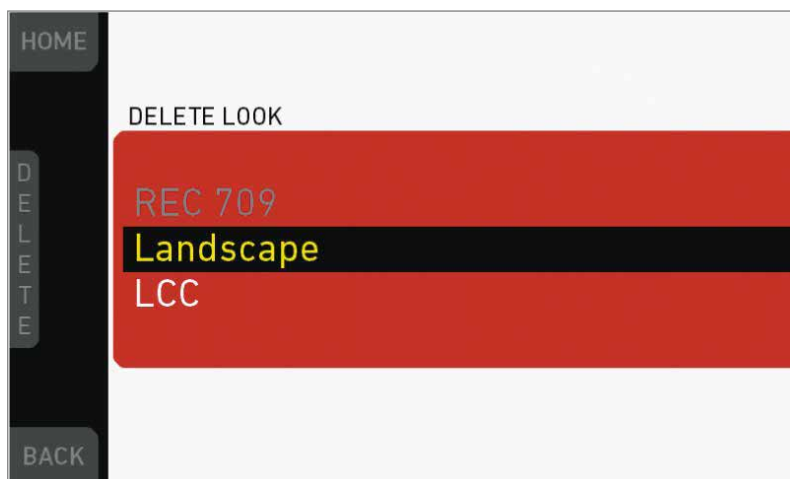 HOME
DELETE LOOK
DELETE
REC 709
Landscape
LCC
BACK